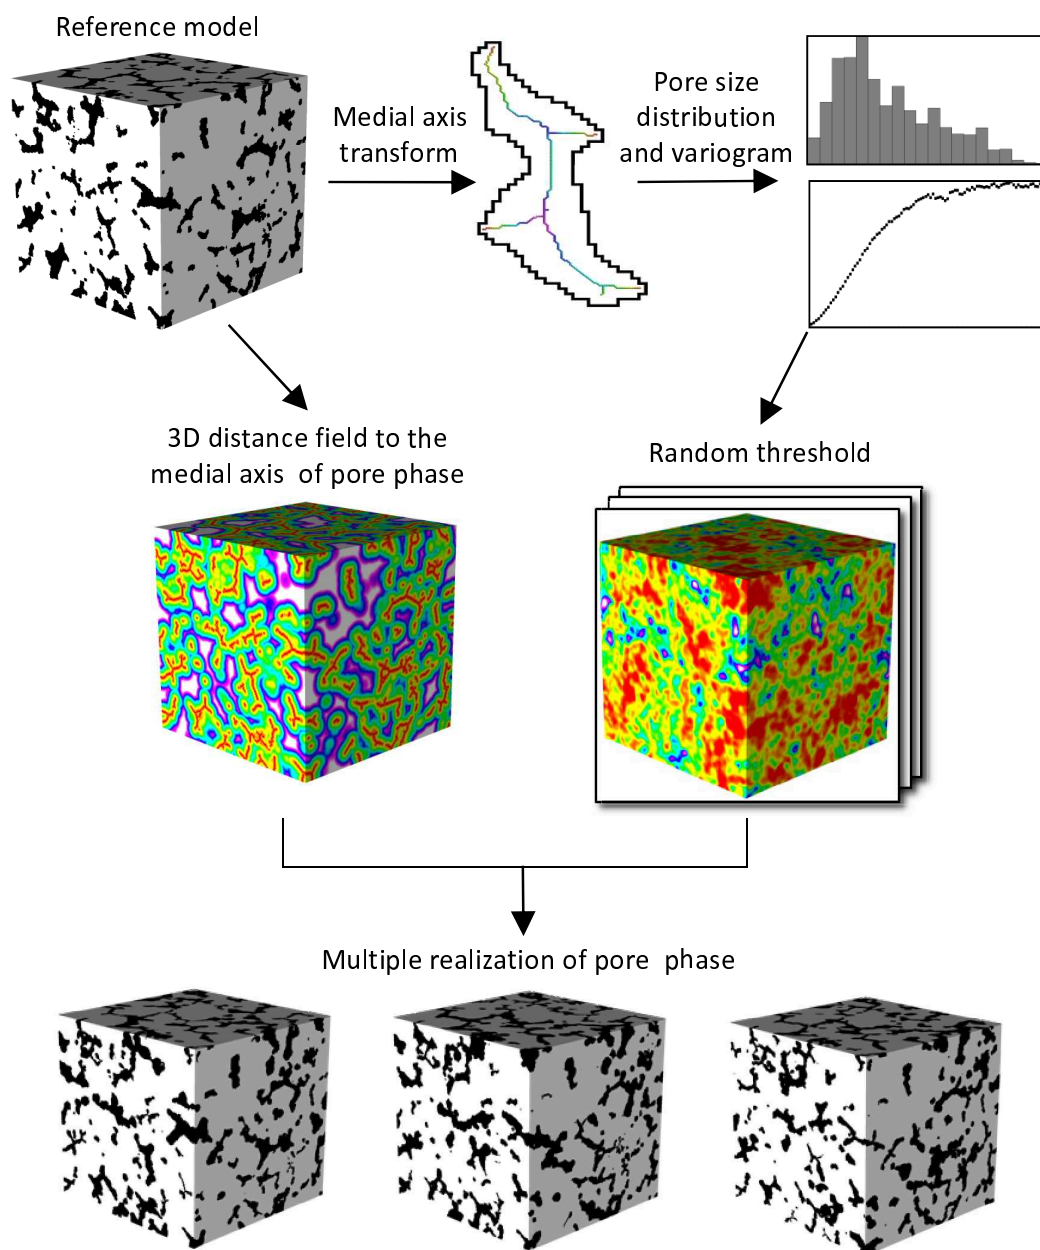 Reference model
Medial axis
transform
Pore size
distribution
and variogram
3D distance field to the
medial axis of pore phase
Random threshold
Multiple realization of pore phase